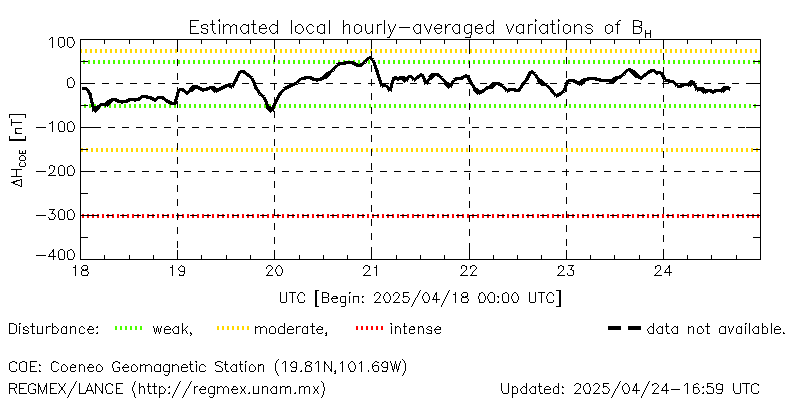 Estimated local hourly-averaged variations of BH
100
0
-100
-200
-300
-400
ΔHCOE [nT]
18 19 20 21 22 23 24
UTC [Begin: 2025/04/18 00:00 UTC]
Disturbance: weak, moderate, intense data not available.
COE: Coeneo Geomagnetic Station (19.81N,101.69W)
REGMEX/LANCE (http://regmex.unam.mx) Updated: 2025/04/24-16:59 UTC